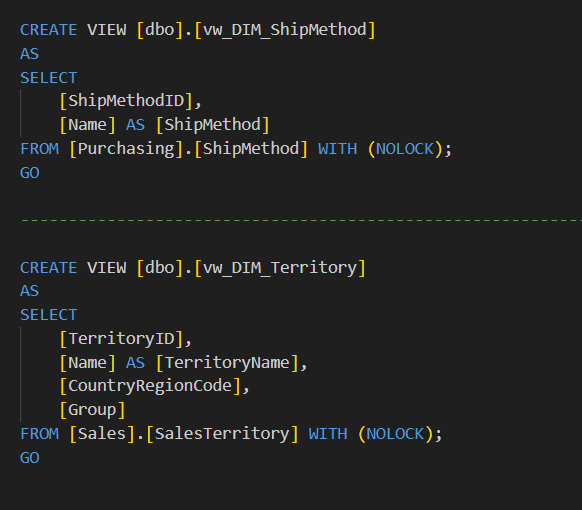 CREATE VIEW [dbo].[vw_DIM_ShipMethod]
AS
SELECT
[ShipMethodID],
[Name] AS [ShipMethod]
FROM [Purchasing].[ShipMethod] WITH (NOLOCK);
GO
------------------------------------------------------------
CREATE VIEW [dbo].[vw_DIM_Territory]
AS
SELECT
[TerritoryID],
[Name] AS [TerritoryName],
[CountryRegionCode],
[Group]
FROM [Sales].[SalesTerritory] WITH (NOLOCK);
GO